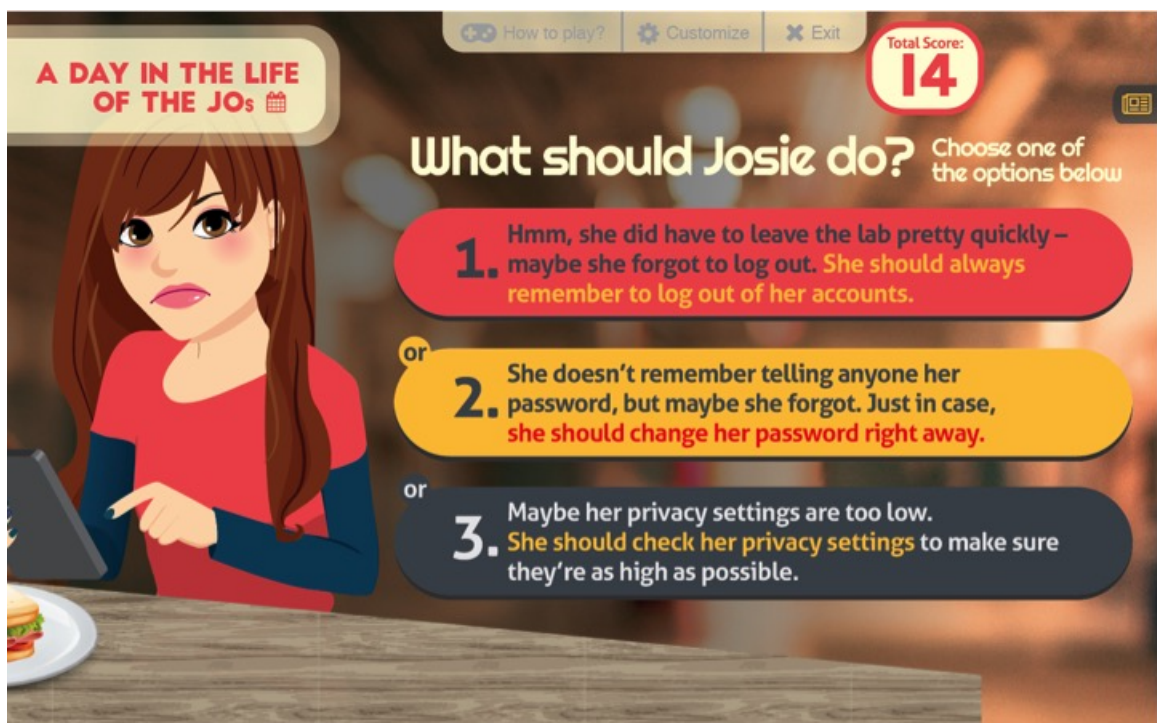 How to play?
Customize
Exit
Total Score:
14
A DAY IN THE LIFE
OF THE JOs
What should Josie do?
Choose one of
the options below
1.
Hmm, she did have to leave the lab pretty quickly –
maybe she forgot to log out. She should always
remember to log out of her accounts.
or
2.
She doesn't remember telling anyone her
password, but maybe she forgot. Just in case,
she should change her password right away.
or
3.
Maybe her privacy settings are too low.
She should check her privacy settings to make sure
they're as high as possible.